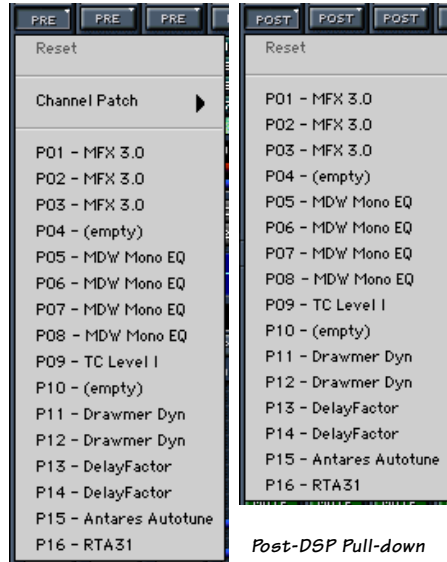 PRE PRE PRE
Reset
Channel Patch
P01 - MFX 3.0
P02 - MFX 3.0
P03 - MFX 3.0
P04 - (empty)
P05 - MDW Mono EQ
P06 - MDW Mono EQ
P07 - MDW Mono EQ
P08 - MDW Mono EQ
P09 - TC Level I
P10 - (empty)
P11 - Drawmer Dyn
P12 - Drawmer Dyn
P13 - DelayFactor
P14 - DelayFactor
P15 - Antares Autotune
P16 - RTA31
POST POST POST
Reset
P01 - MFX 3.0
P02 - MFX 3.0
P03 - MFX 3.0
P04 - (empty)
P05 - MDW Mono EQ
P06 - MDW Mono EQ
P07 - MDW Mono EQ
P08 - MDW Mono EQ
P09 - TC Level I
P10 - (empty)
P11 - Drawmer Dyn
P12 - Drawmer Dyn
P13 - DelayFactor
P14 - DelayFactor
P15 - Antares Autotune
P16 - RTA31
Post-DSP Pull-down